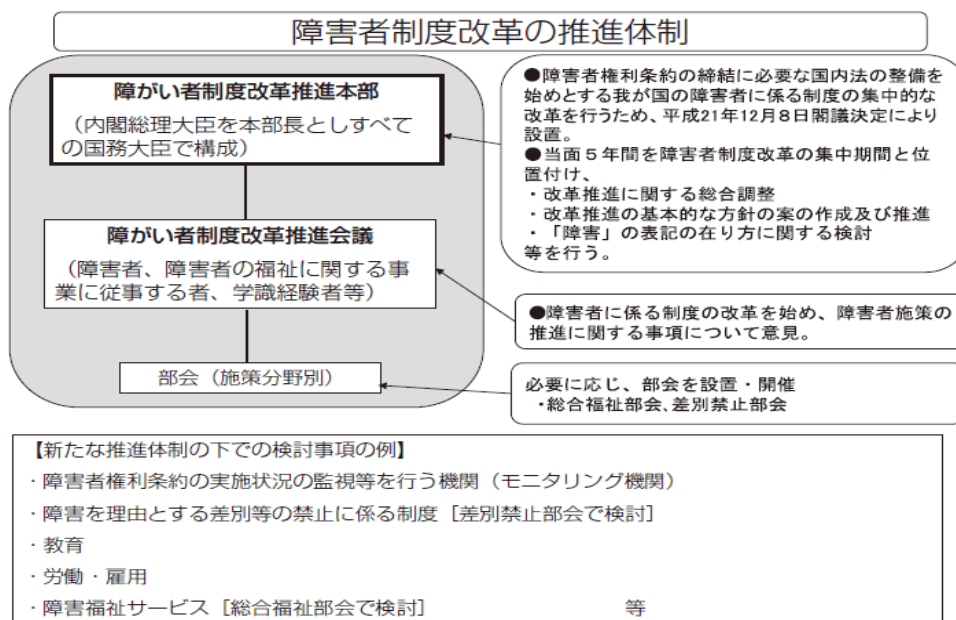 障害者制度改革の推進体制
障がい者制度改革推進本部
(内閣総理大臣を本部長としすべて
の国務大臣で構成)
●障害者権利条約の締結に必要な国内法の整備を
始めとする我が国の障害者に係る制度の集中的な
改革を行うため、平成21年12月8日閣議決定により
設置。
●当面5年間を障害者制度改革の集中期間と位
置付け、
・改革推進に関する総合調整
・改革推進の基本的な方針の案の作成及び推進
・「障害」の表記の在り方に関する検討
等を行う。
障がい者制度改革推進会議
(障害者、障害者の福祉に関する事
業に従事する者、学識経験者等)
●障害者に係る制度の改革を始め、障害者施策の
推進に関する事項について意見。
部会(施策分野別)
必要に応じ、部会を設置・開催
・総合福祉部会、差別禁止部会
【新たな推進体制の下での検討事項の例】
・障害者権利条約の実施状況の監視等を行う機関(モニタリング機関)
・障害を理由とする差別等の禁止に係る制度[差別禁止部会で検討]
・教育
・労働・雇用
・障害福祉サービス[総合福祉部会で検討] 等